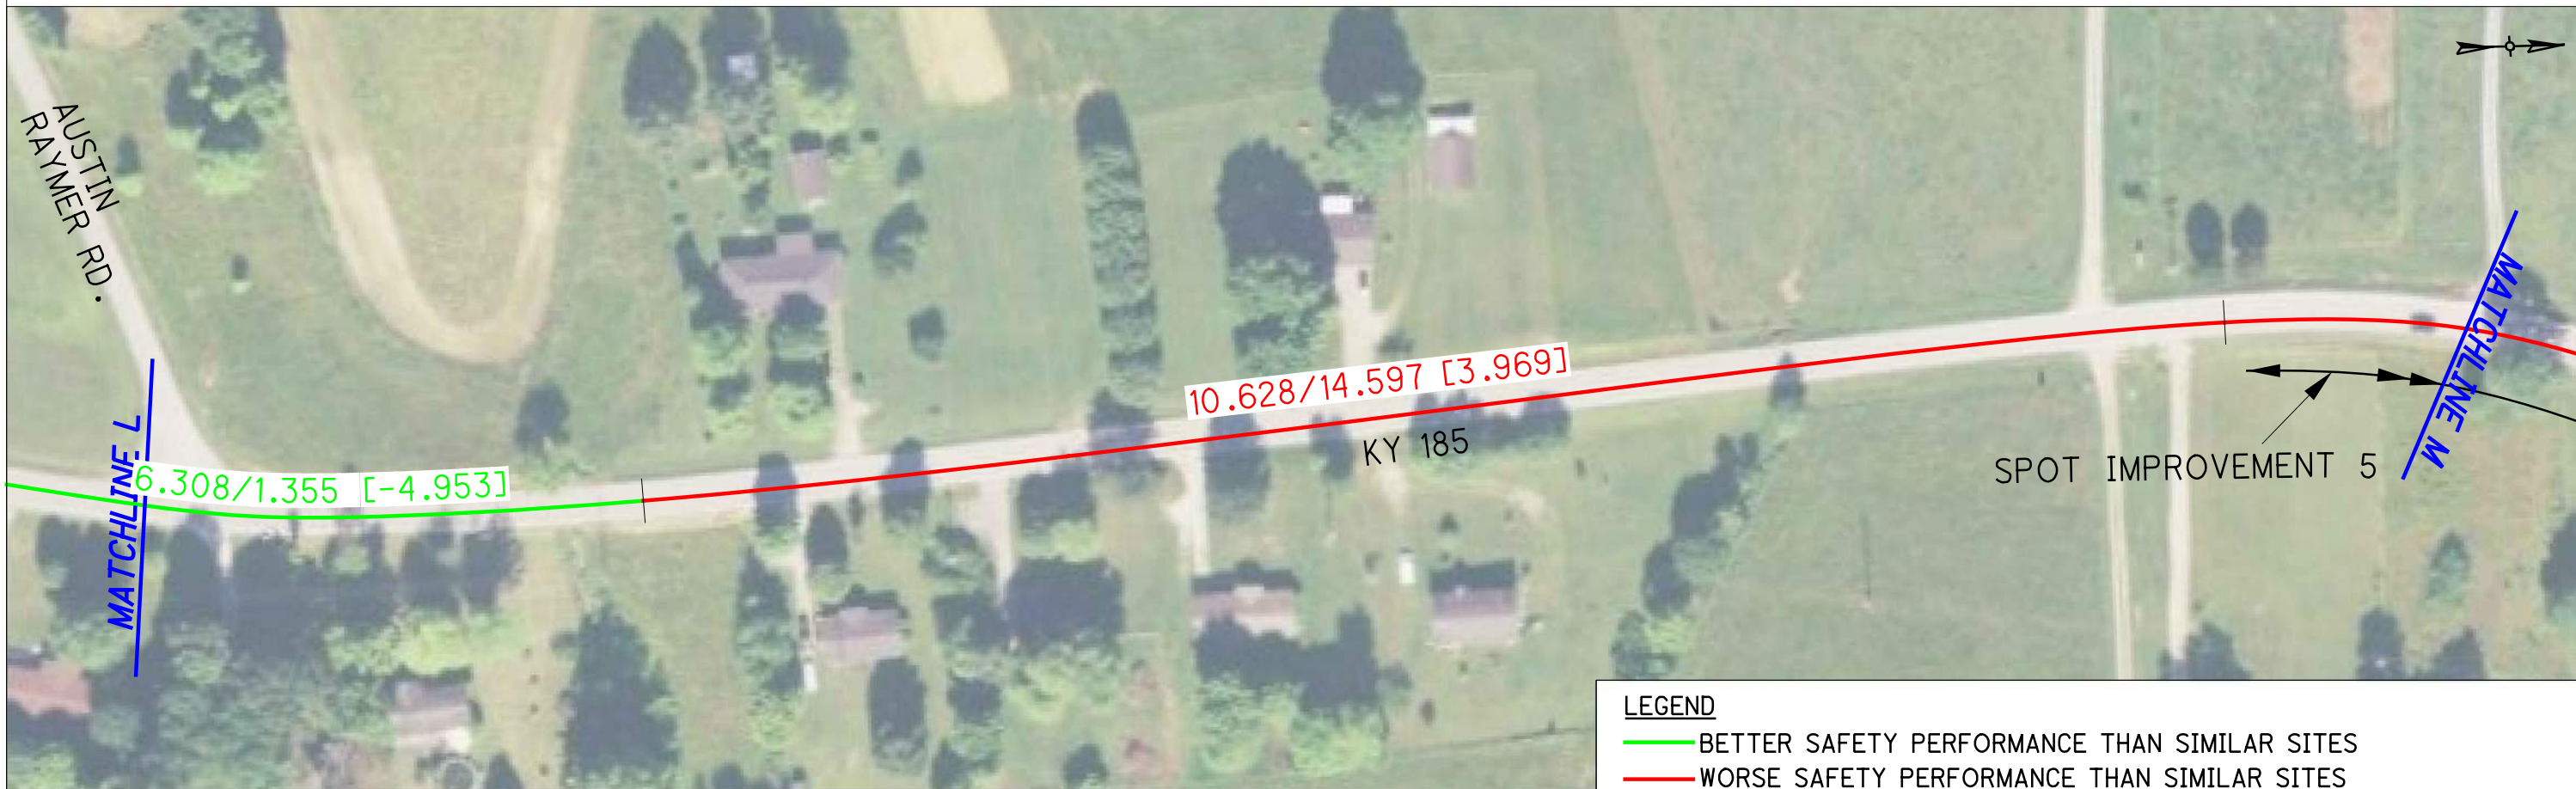 AUSTIN
RAYMER RD.
MATCHLINE L
6.308/1.355 [-4.953]
10.628/14.597 [3.969]
KY 185
SPOT IMPROVEMENT 5
MATCHLINE M
LEGEND
BETTER SAFETY PERFORMANCE THAN SIMILAR SITES
WORSE SAFETY PERFORMANCE THAN SIMILAR SITES